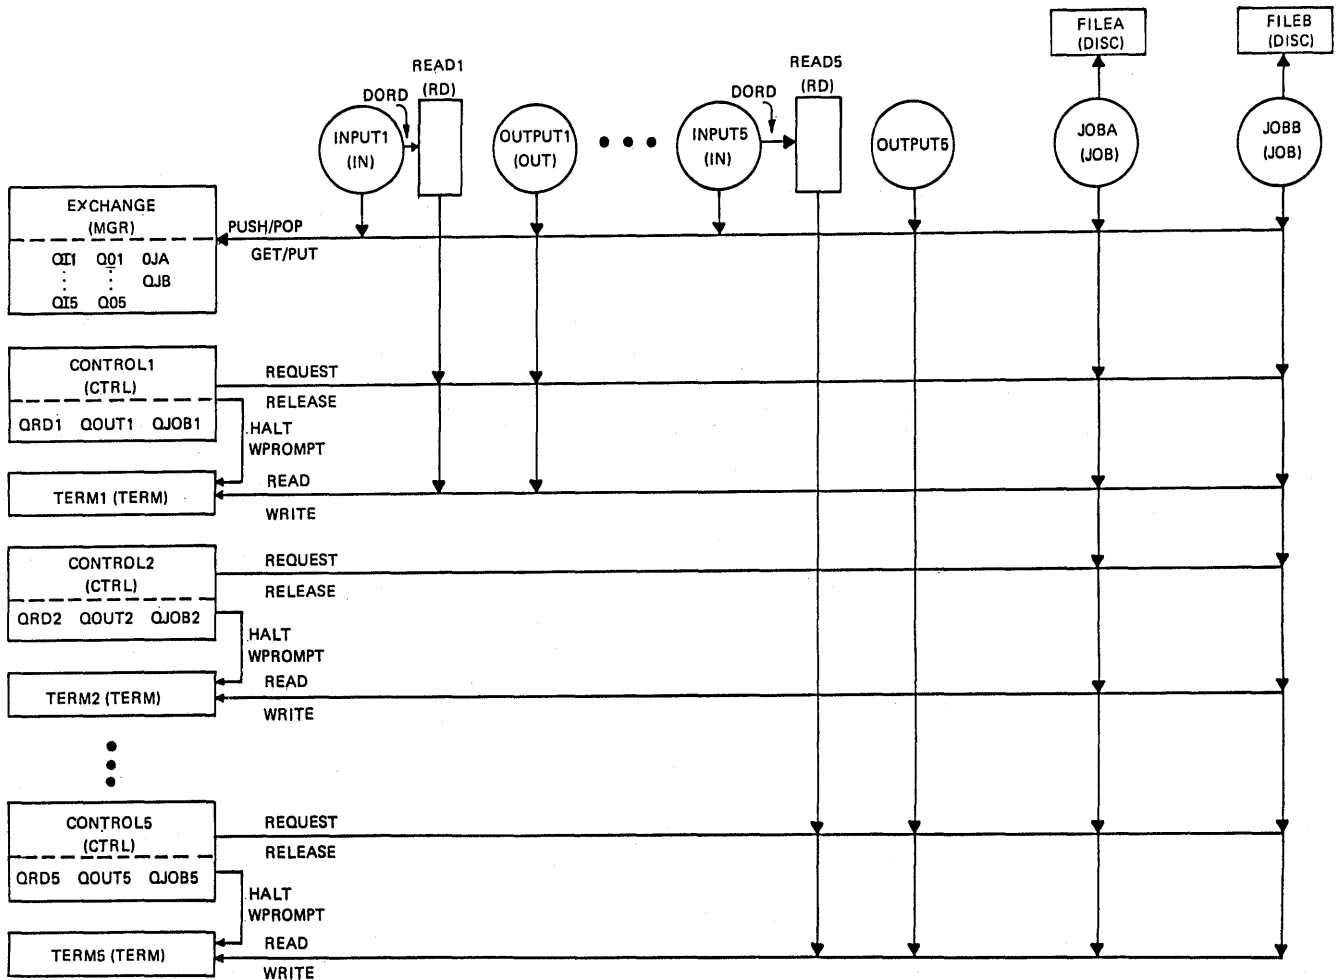 FILEA
(DISC)
FILEB
(DISC)
READ1
(RD)
READ5
(RD)
DORD
DORD
INPUT1
(IN)
OUTPUT1
(OUT)
INPUT5
(IN)
OUTPUT5
JOBA
(JOB)
JOBB
(JOB)
EXCHANGE
(MGR)
PUSH/POP
GET/PUT
QI1 QO1 QJA
QJB
QI5 QO5
CONTROL1
(CTRL)
REQUEST
RELEASE
QRD1 QOUT1 QJOB1
HALT
WPROMPT
TERM1 (TERM)
READ
WRITE
CONTROL2
(CTRL)
REQUEST
RELEASE
QRD2 QOUT2 QJOB2
HALT
WPROMPT
TERM2 (TERM)
READ
WRITE
CONTROL5
(CTRL)
REQUEST
RELEASE
QRD5 QOUT5 QJOB5
HALT
WPROMPT
TERM5 (TERM)
READ
WRITE